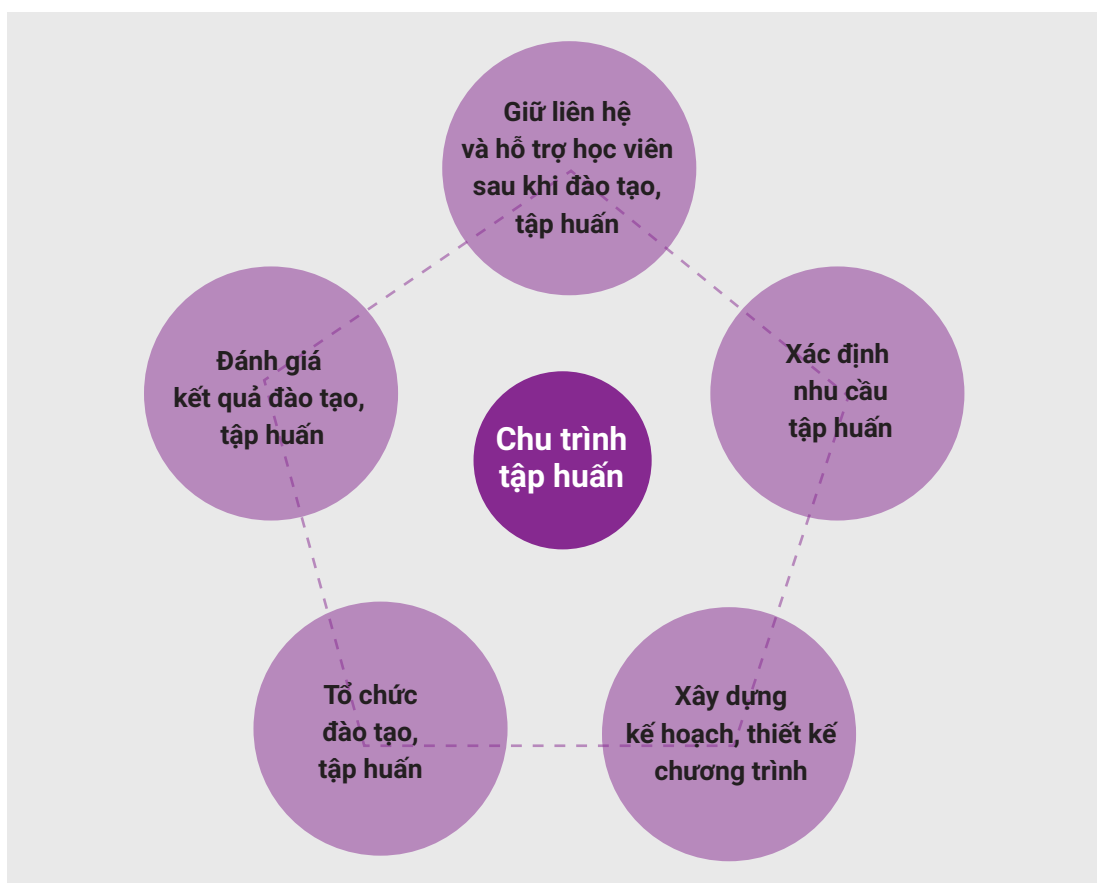 Giữ liên hệ
và hỗ trợ học viên
sau khi đào tạo,
tập huấn
Đánh giá
kết quả đào tạo,
tập huấn
Xác định
nhu cầu
tập huấn
Chu trình
tập huấn
Tổ chức
đào tạo,
tập huấn
Xây dựng
kế hoạch, thiết kế
chương trình